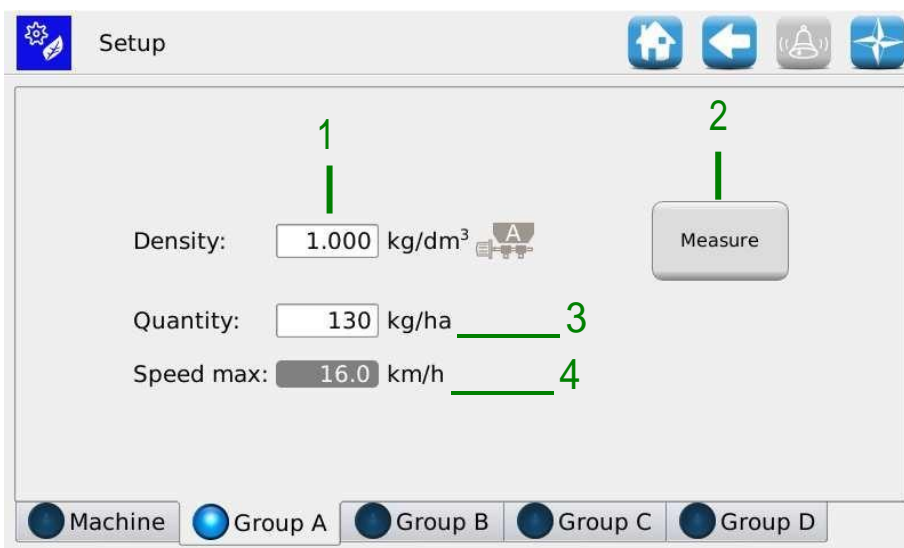 Setup
1
2
Density: 1.000 kg/dm³ A
Measure
Quantity: 130 kg/ha 3
Speed max: 16.0 km/h 4
Machine Group A Group B Group C Group D